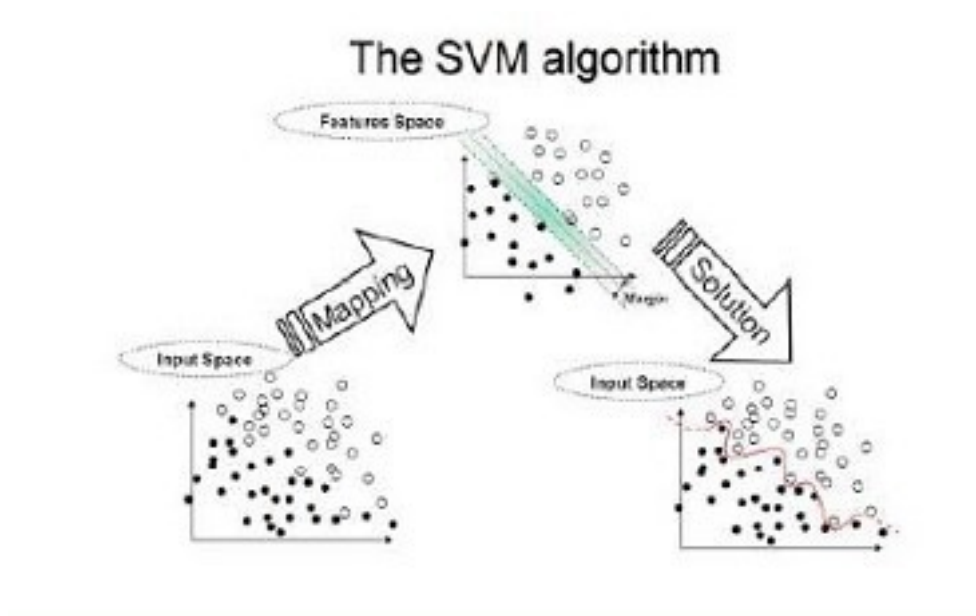 The SVM algorithm
Features Space
Margin
Mapping
Solution
Input Space
Input Space